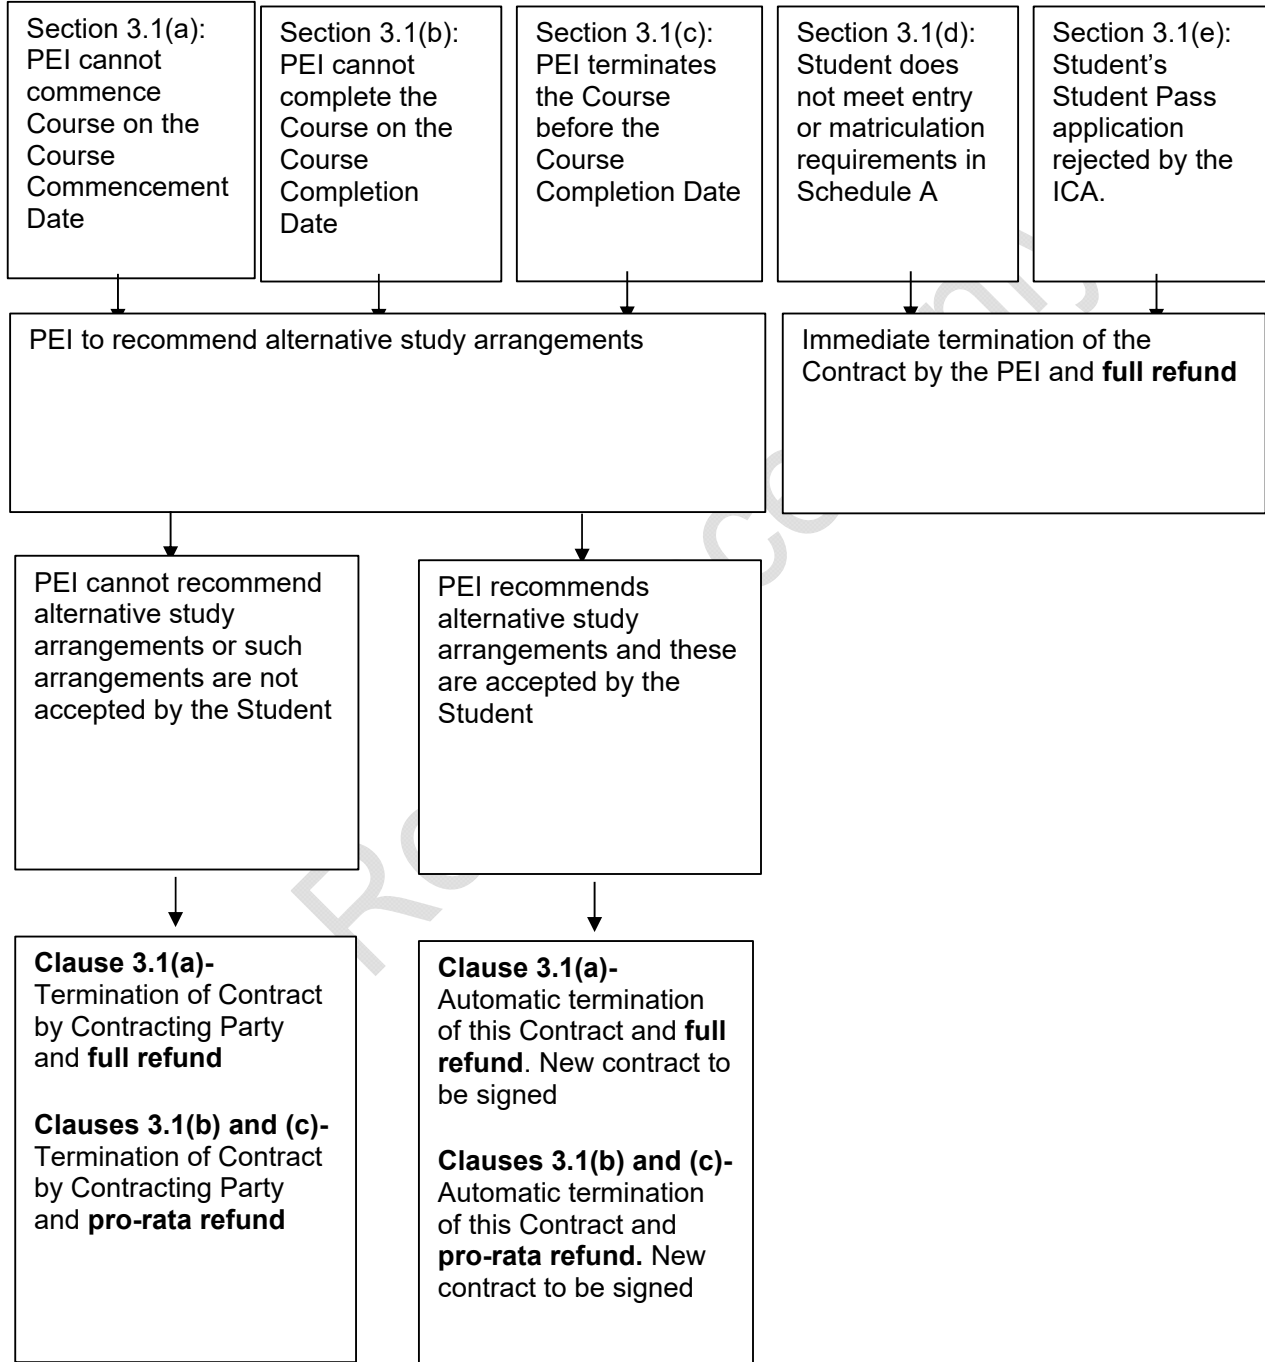 Section 3.1(a):
PEI cannot
commence
Course on the
Course
Commencement
Date
Section 3.1(b):
PEI cannot
complete the
Course on the
Course
Completion
Date
Section 3.1(c):
PEI terminates
the Course
before the
Course
Completion Date
Section 3.1(d):
Student does
not meet entry
or matriculation
requirements in
Schedule A
Section 3.1(e):
Student’s
Student Pass
application
rejected by the
ICA.
PEI to recommend alternative study arrangements
Immediate termination of the
Contract by the PEI and full refund
PEI cannot recommend
alternative study
arrangements or such
arrangements are not
accepted by the Student
PEI recommends
alternative study
arrangements and these
are accepted by the
Student
Clause 3.1(a)-
Termination of Contract
by Contracting Party
and full refund
Clauses 3.1(b) and (c)-
Termination of Contract
by Contracting Party
and pro-rata refund
Clause 3.1(a)-
Automatic termination
of this Contract and full
refund. New contract to
be signed
Clauses 3.1(b) and (c)-
Automatic termination
of this Contract and
pro-rata refund. New
contract to be signed